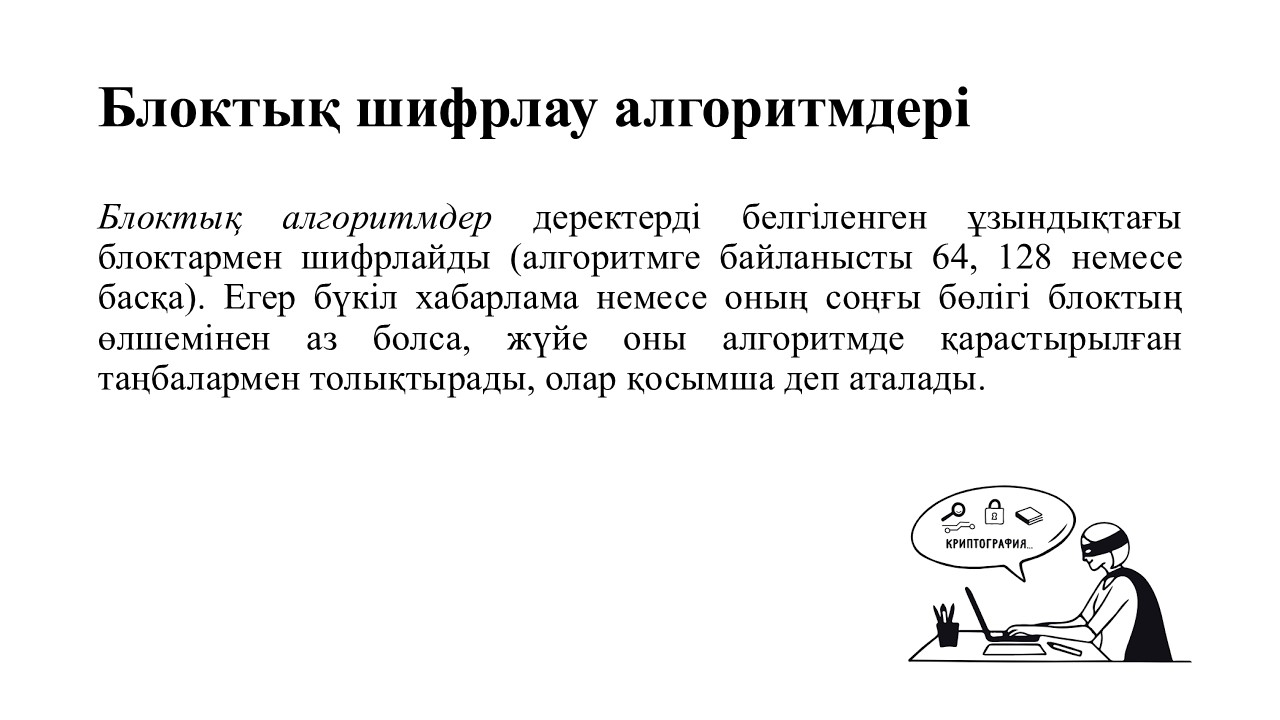 Блоктық шифрлау алгоритмдері
Блоктық алгоритмдер деректерді белгіленген ұзындықтағы
блоктармен шифрлайды (алгоритмге байланысты 64, 128 немесе
басқа). Егер бүкіл хабарлама немесе оның соңғы бөлігі блоктың
өлшемінен аз болса, жүйе оны алгоритмде қарастырылған
таңбалармен толықтырады, олар қосымша деп аталады.
КРИПТОГРАФИЯ...